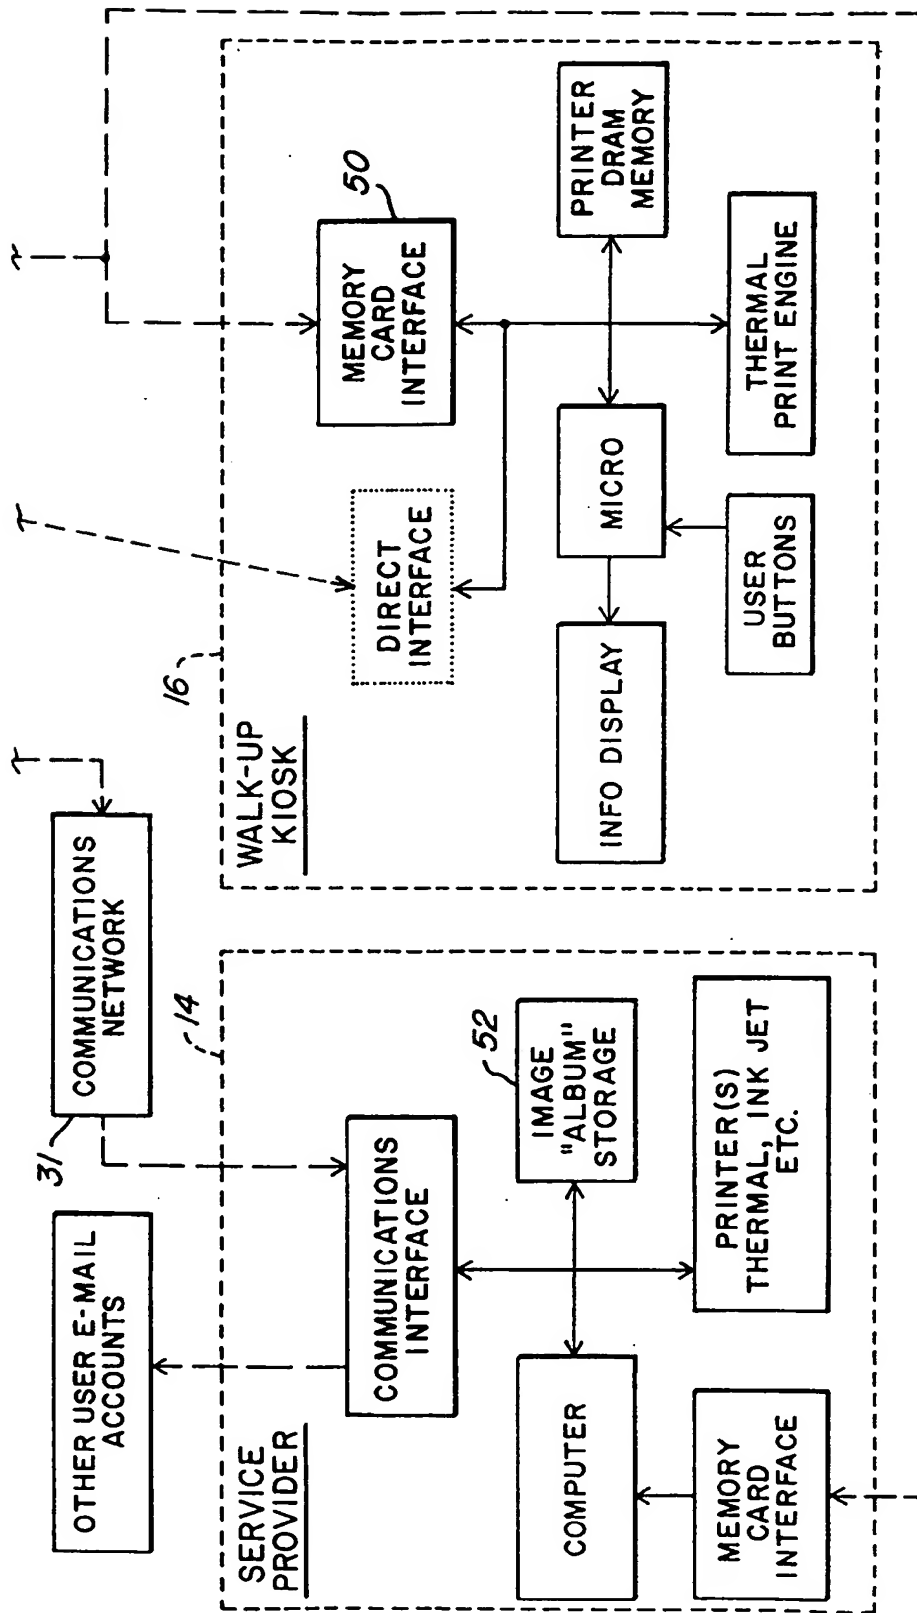 OTHER USER E-MAIL
ACCOUNTS
31
COMMUNICATIONS
NETWORK
14
SERVICE
PROVIDER
COMMUNICATIONS
INTERFACE
COMPUTER
IMAGE
"ALBUM"
STORAGE
52
MEMORY
CARD
INTERFACE
PRINTER(S)
THERMAL, INK JET
ETC.
16
WALK-UP
KIOSK
DIRECT
INTERFACE
MEMORY
CARD
INTERFACE
50
INFO DISPLAY
MICRO
PRINTER
DRAM
MEMORY
USER
BUTTONS
THERMAL
PRINT ENGINE